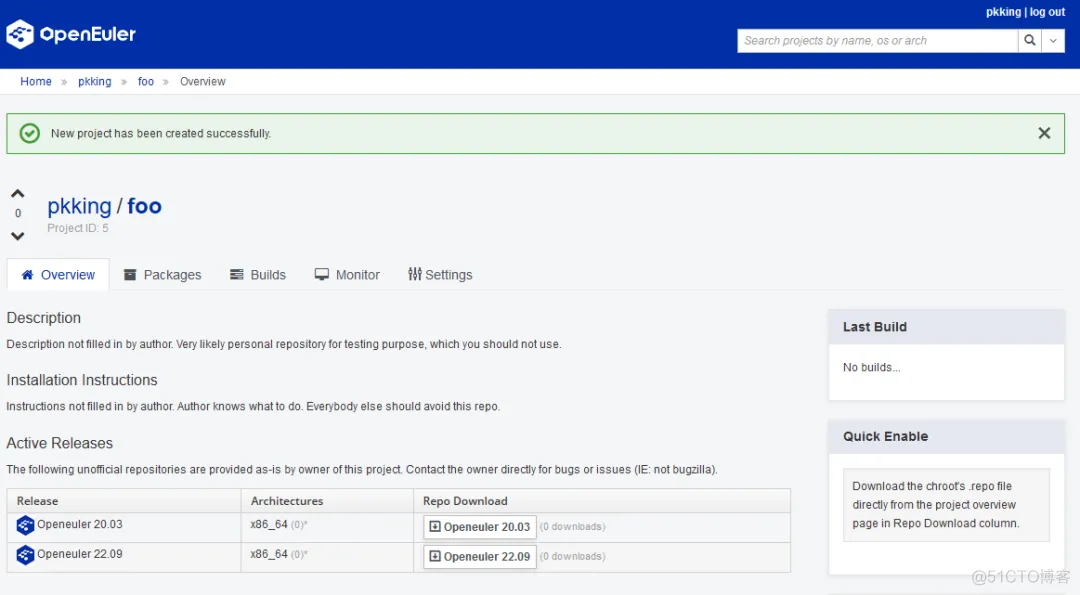 pkking | log out
OpenEuler
Search projects by name, os or arch
Home » pkking » foo » Overview
New project has been created successfully.
0
pkking / foo
Project ID: 5
Overview Packages Builds Monitor Settings
Description
Description not filled in by author. Very likely personal repository for testing purpose, which you should not use.
Installation Instructions
Instructions not filled in by author. Author knows what to do. Everybody else should avoid this repo.
Active Releases
The following unofficial repositories are provided as-is by owner of this project. Contact the owner directly for bugs or issues (IE: not bugzilla).
Release Architectures Repo Download
Openeuler 20.03 x86_64 (0)* Openeuler 20.03 (0 downloads)
Openeuler 22.09 x86_64 (0)* Openeuler 22.09 (0 downloads)
Last Build
No builds...
Quick Enable
Download the chroot's .repo file
directly from the project overview
page in Repo Download column.
@51CTO博客